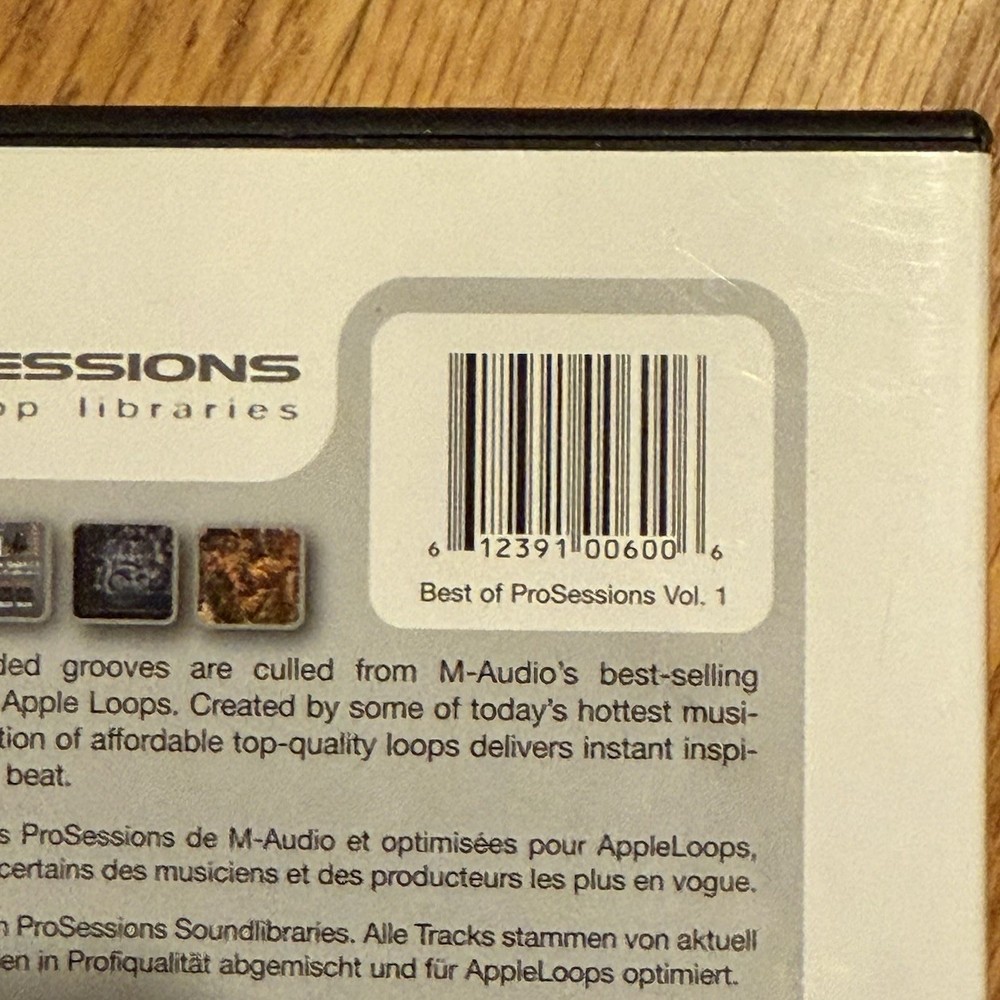 ESSIONS
op libraries
6 12391 00600 6
Best of ProSessions Vol. 1
ded grooves are culled from M-Audio's best-selling
Apple Loops. Created by some of today's hottest musi-
tion of affordable top-quality loops delivers instant inspi-
beat.
s ProSessions de M-Audio et optimisées pour AppleLoops,
certains des musiciens et des producteurs les plus en vogue.
n ProSessions Soundlibraries. Alle Tracks stammen von aktuell
en in Profiqualität abgemischt und für AppleLoops optimiert.